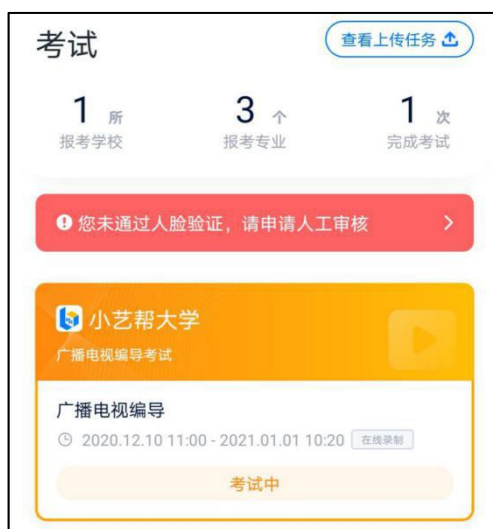 考试
查看上传任务
1 所
3 个
1 次
报考学校
报考专业
完成考试
您未通过人脸验证，请申请人工审核
小艺帮大学
广播电视编导考试
广播电视编导
2020.12.10 11:00 - 2021.01.01 10:20 在线录制
考试中